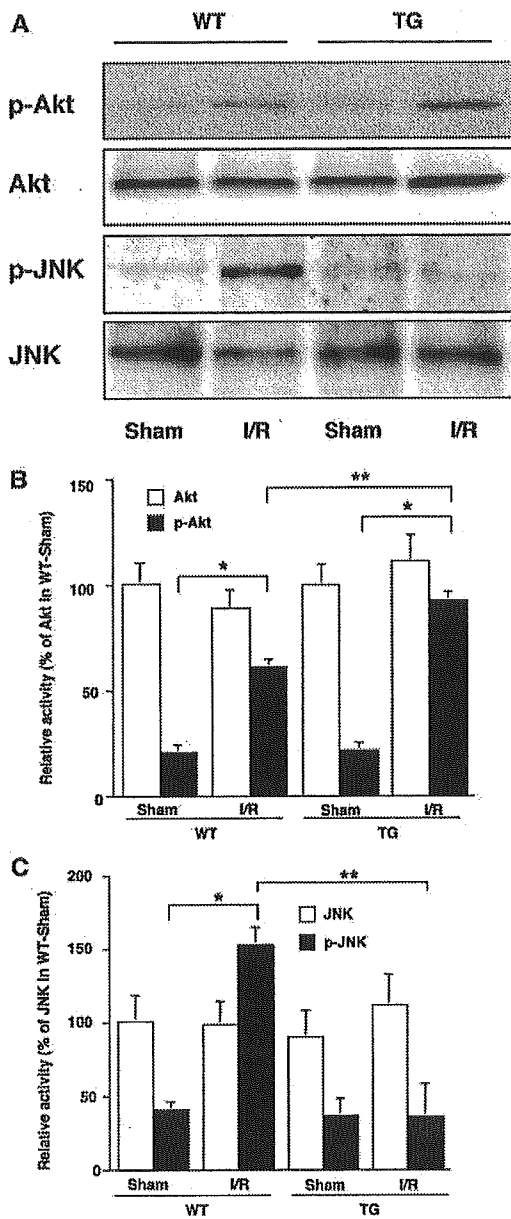 A
WT TG
p-Akt
Akt
p-JNK
JNK
Sham I/R Sham I/R
B
Relative activity (% of Akt in WT-Sham)
150
100
50
0
Akt
p-Akt
*
**
*
Sham I/R Sham I/R
WT TG
C
Relative activity (% of JNK in WT-Sham)
200
150
100
50
0
JNK
p-JNK
*
**
Sham I/R Sham I/R
WT TG